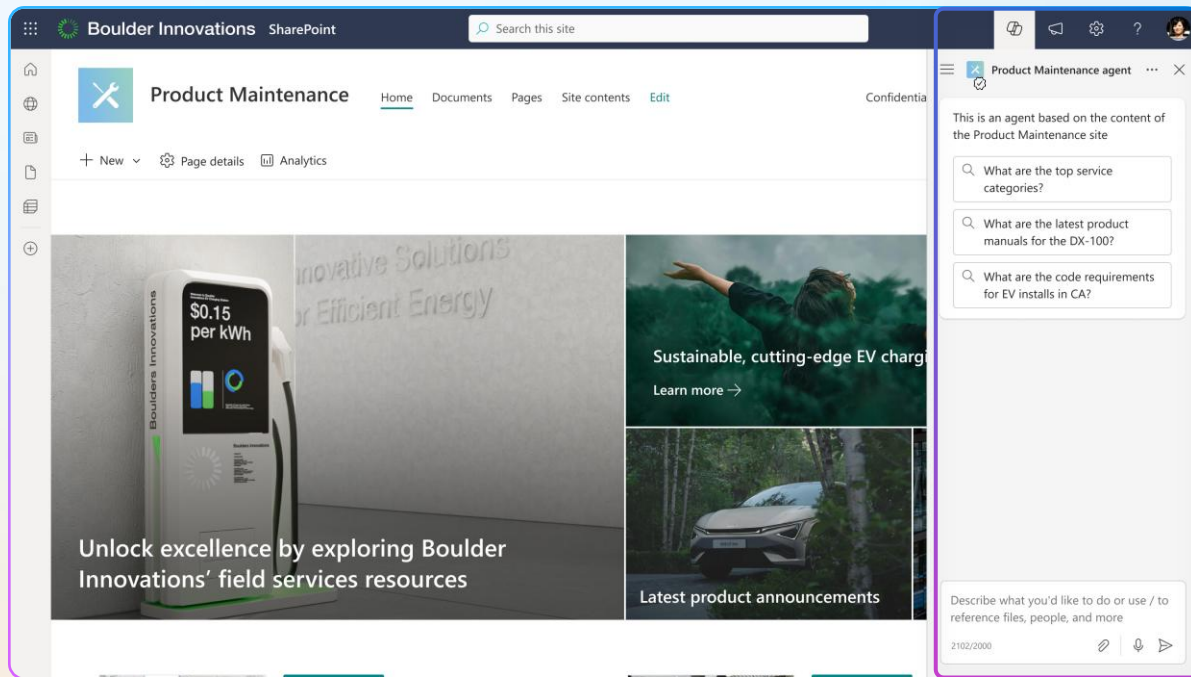 Boulder Innovations SharePoint
Search this site
Product Maintenance
Home Documents Pages Site contents Edit
Confidentia
New Page details Analytics
Product Maintenance agent
This is an agent based on the content of
the Product Maintenance site
What are the top service
categories?
What are the latest product
manuals for the DX-100?
What are the code requirements
for EV installs in CA?
Boulders Innovations
$0.15
per kWh
novative Solutions
or Efficient Energy
Unlock excellence by exploring Boulder
Innovations' field services resources
Sustainable, cutting-edge EV chargi
Learn more →
Latest product announcements
Describe what you'd like to do or use / to
reference files, people, and more
2102/2000